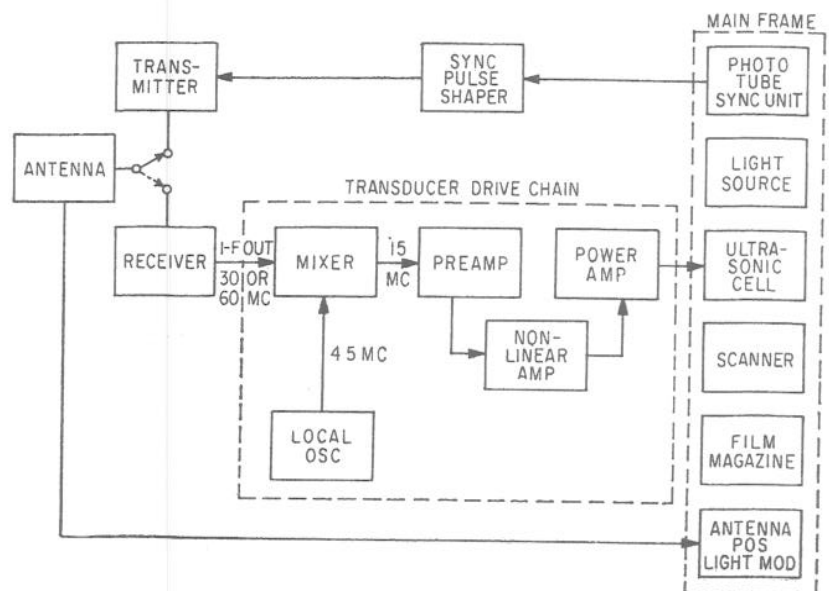 MAIN FRAME
TRANS-
MITTER
SYNC
PULSE
SHAPER
PHOTO
TUBE
SYNC UNIT
ANTENNA
LIGHT
SOURCE
TRANSDUCER DRIVE CHAIN
RECEIVER
I-F OUT
30 OR
60 MC
MIXER
15
MC
PREAMP
POWER
AMP
ULTRA-
SONIC
CELL
NON-
LINEAR
AMP
45 MC
SCANNER
LOCAL
OSC
FILM
MAGAZINE
ANTENNA
POS
LIGHT MOD